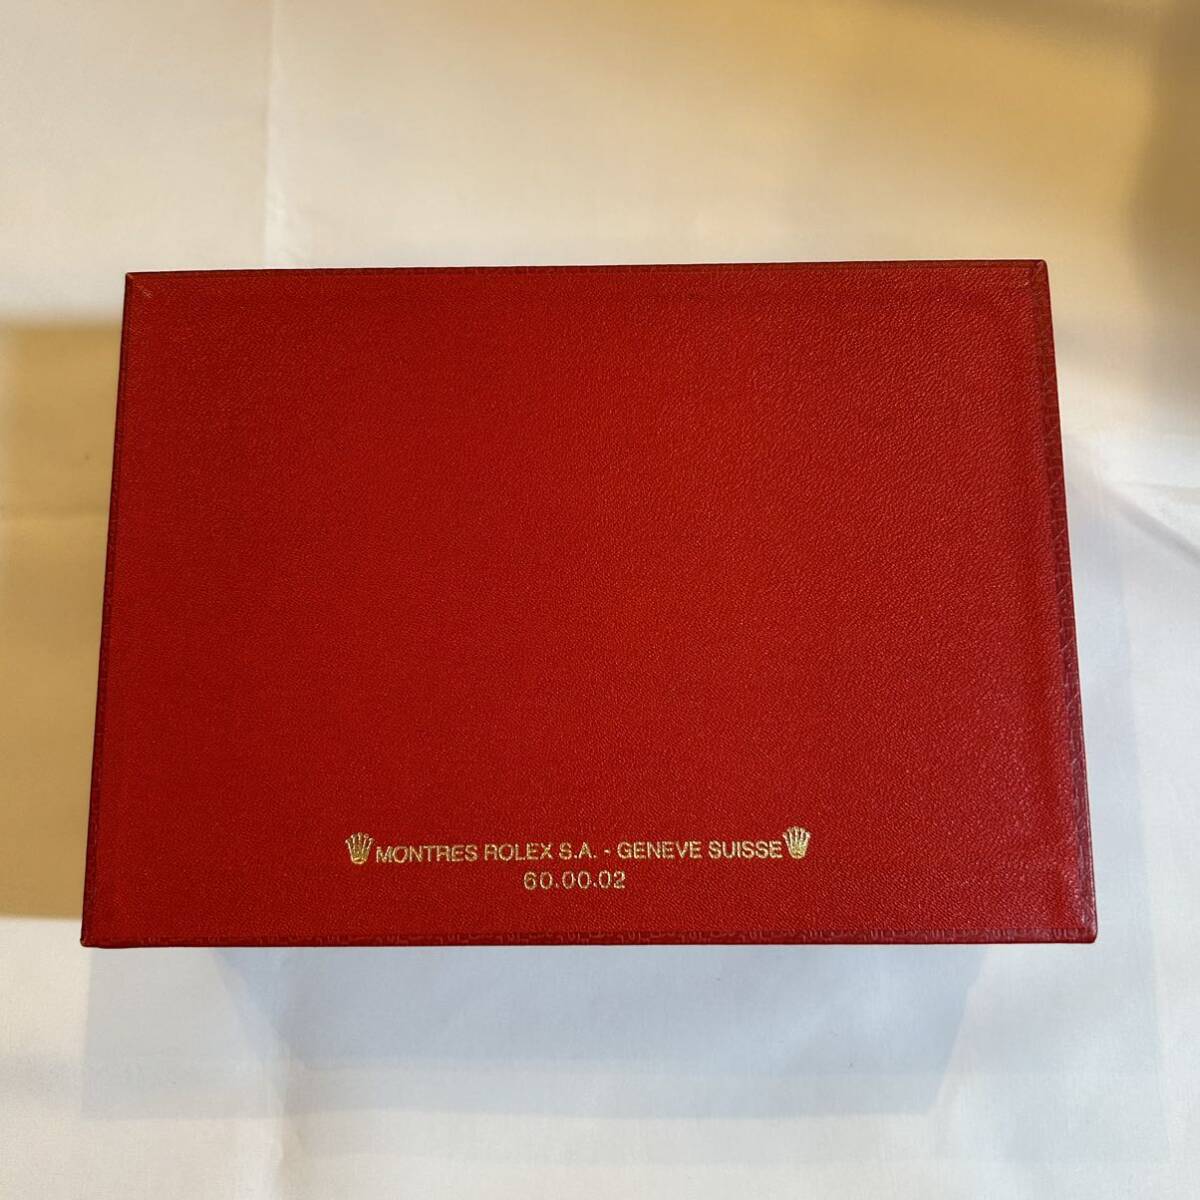 MONTRES ROLEX S.A. - GENEVE SUISSE
60.00.02